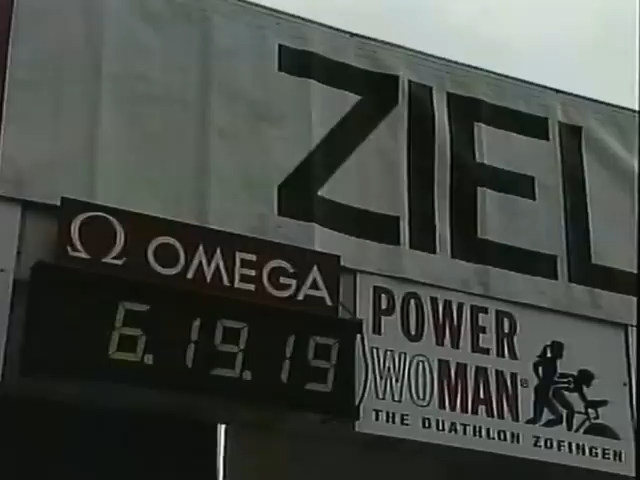 ZIEL
Ω OMEGA
6.19.19
POWER
WOMAN®
THE DUATHLON ZOFINGEN